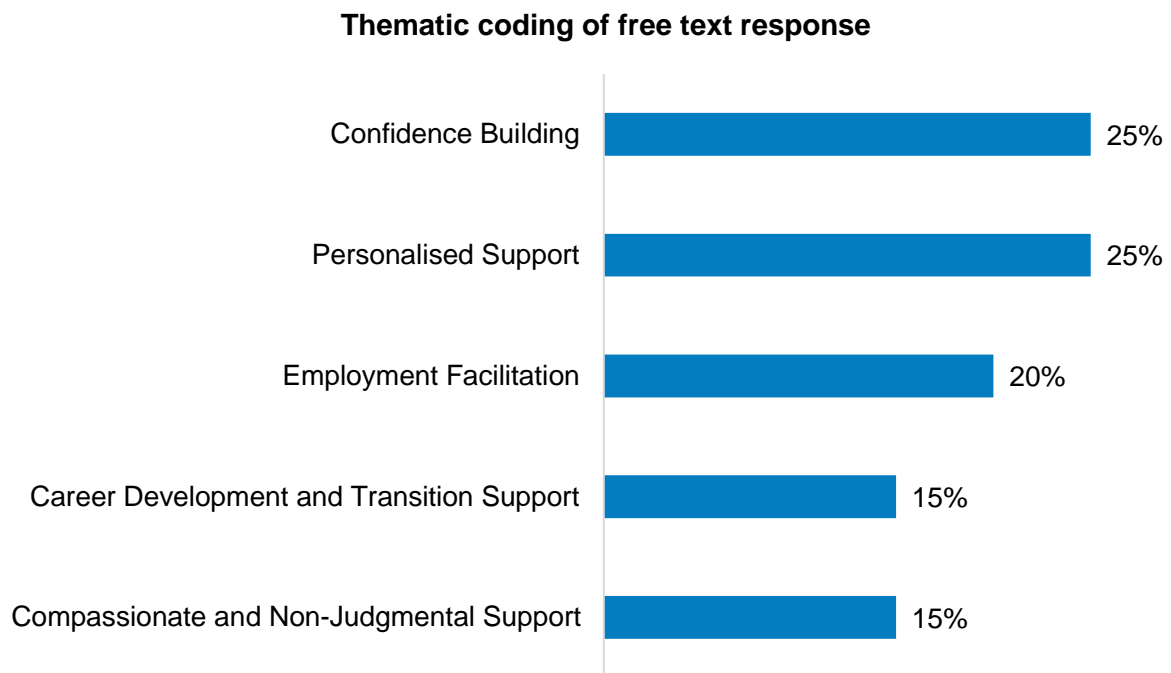 Thematic coding of free text response
Confidence Building
25%
Personalised Support
25%
Employment Facilitation
20%
Career Development and Transition Support
15%
Compassionate and Non-Judgmental Support
15%